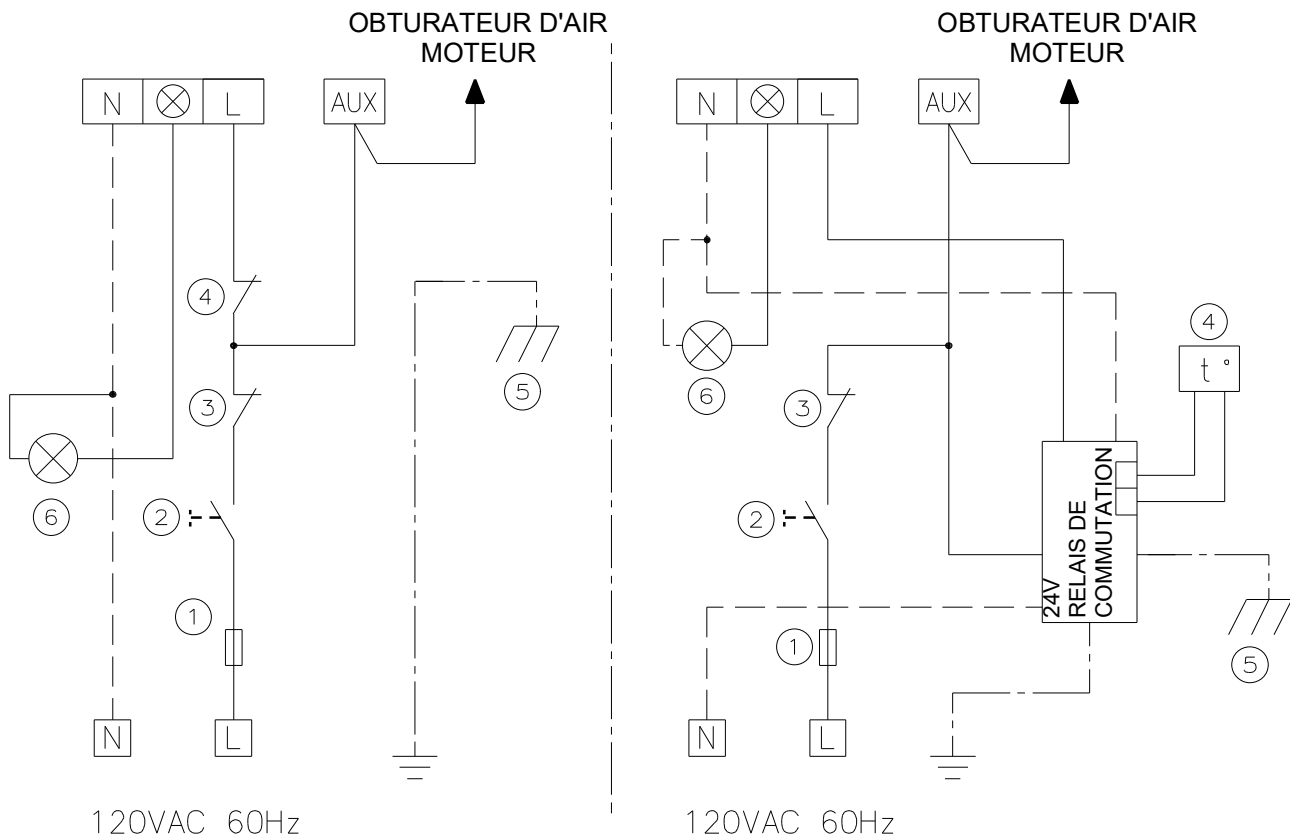 OBTURATEUR D'AIR
MOTEUR
N
L
AUX
4
5
3
6
2
1
N
L
120VAC 60Hz
OBTURATEUR D'AIR
MOTEUR
N
L
AUX
4
t °
6
3
2
24V
RELAIS DE
COMMUTATION
1
5
N
L
120VAC 60Hz